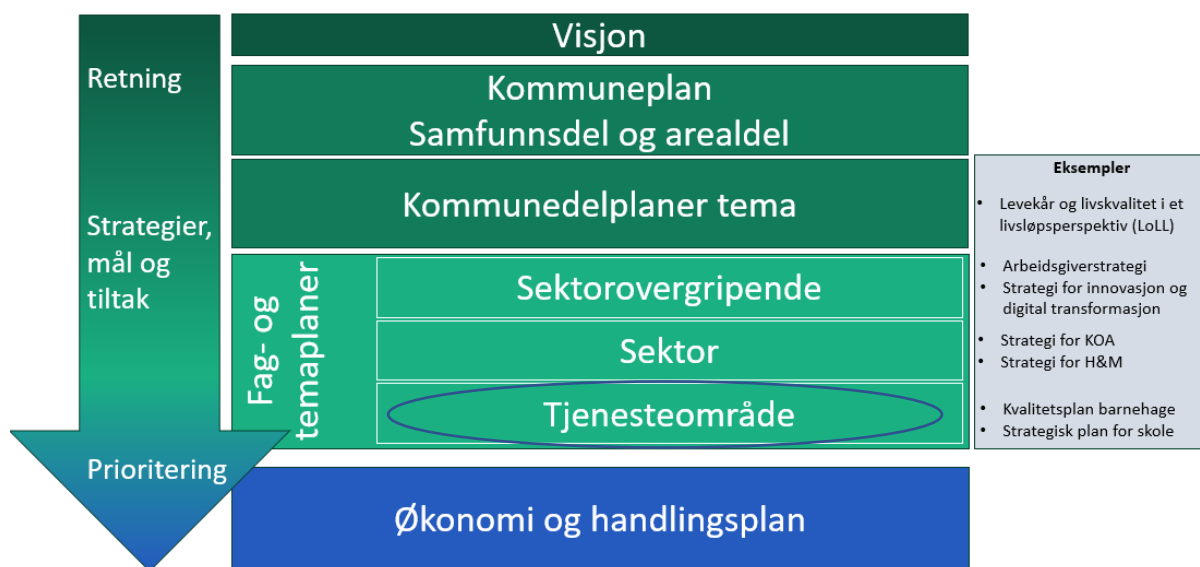 Retning
Strategier,
mål og
tiltak
Prioritering
Visjon
Kommuneplan
Samfunnsdel og arealdel
Kommunedelplaner tema
Fag- og
temaplaner
Sektorovergripende
Sektor
Tjenesteområde
Økonomi og handlingsplan
Eksempler
• Levekår og livskvalitet i et
livsløpsperspektiv (LoLL)
• Arbeidsgiverstrategi
• Strategi for innovasjon og
digital transformasjon
• Strategi for KOA
• Strategi for H&M
• Kvalitetsplan barnehage
• Strategisk plan for skole